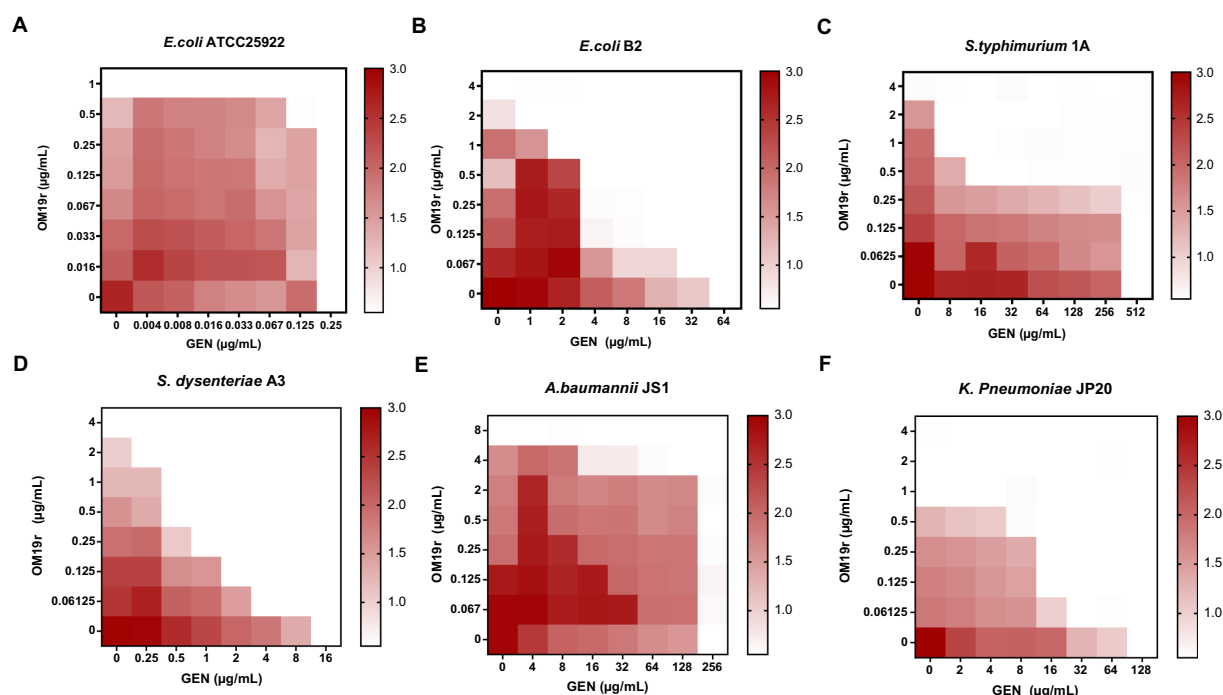 A
E.coli ATCC25922
OM19r (µg/mL)
1
0.5
0.25
0.125
0.067
0.033
0.016
0
0 0.004 0.008 0.016 0.033 0.067 0.125 0.25
GEN (µg/mL)
3.0
2.5
2.0
1.5
1.0
B
E.coli B2
OM19r (µg/mL)
4
2
1
0.5
0.25
0.125
0.067
0
0 1 2 4 8 16 32 64
GEN (µg/mL)
3.0
2.5
2.0
1.5
1.0
C
S.typhimurium 1A
OM19r (µg/mL)
4
2
1
0.5
0.25
0.125
0.0625
0
0 8 16 32 64 128 256 512
GEN (µg/mL)
3.0
2.5
2.0
1.5
1.0
D
S. dysenteriae A3
OM19r (µg/mL)
4
2
1
0.5
0.25
0.125
0.06125
0
0 0.25 0.5 1 2 4 8 16
GEN (µg/mL)
3.0
2.5
2.0
1.5
1.0
E
A.baumannii JS1
OM19r (µg/mL)
8
4
2
0.5
0.25
0.125
0.067
0
0 4 8 16 32 64 128 256
GEN (µg/mL)
3.0
2.5
2.0
1.5
1.0
F
K. Pneumoniae JP20
OM19r (µg/mL)
4
2
1
0.5
0.25
0.125
0.06125
0
0 2 4 8 16 32 64 128
GEN (µg/mL)
3.0
2.5
2.0
1.5
1.0